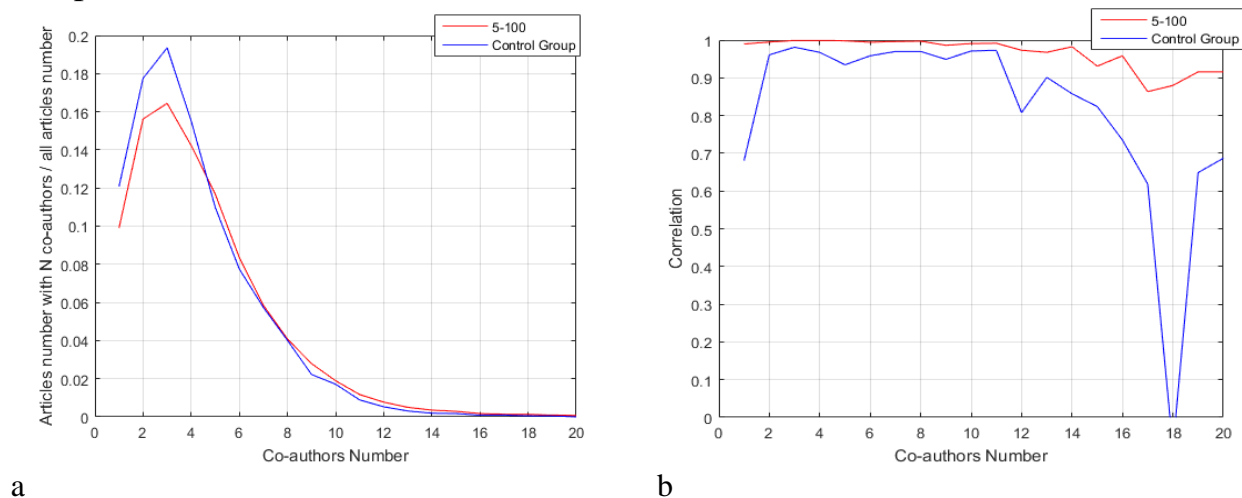 5-100
Control Group
0.2
0.18
0.16
0.14
0.12
0.1
0.08
0.06
0.04
0.02
0
0 2 4 6 8 10 12 14 16 18 20
Articles number with N co-authors / all articles number
Co-authors Number
a
5-100
Control Group
1
0.9
0.8
0.7
0.6
0.5
0.4
0.3
0.2
0.1
0
0 2 4 6 8 10 12 14 16 18 20
Correlation
Co-authors Number
b